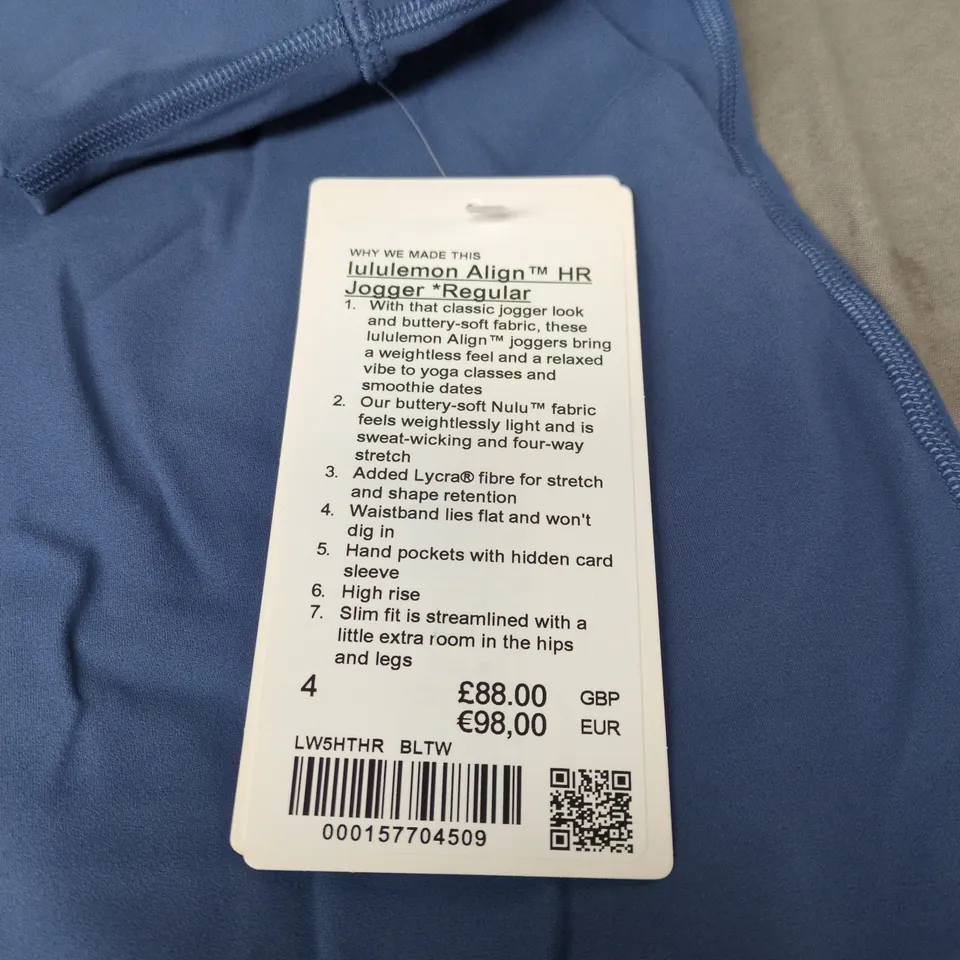 WHY WE MADE THIS
lululemon Align™ HR
Jogger *Regular
1. With that classic jogger look
and buttery-soft fabric, these
lululemon Align™ joggers bring
a weightless feel and a relaxed
vibe to yoga classes and
smoothie dates
2. Our buttery-soft Nulu™ fabric
feels weightlessly light and is
sweat-wicking and four-way
stretch
3. Added Lycra® fibre for stretch
and shape retention
4. Waistband lies flat and won't
dig in
5. Hand pockets with hidden card
sleeve
6. High rise
7. Slim fit is streamlined with a
little extra room in the hips
and legs
4 £88.00 GBP
€98,00 EUR
LW5HTHR BLTW
000157704509